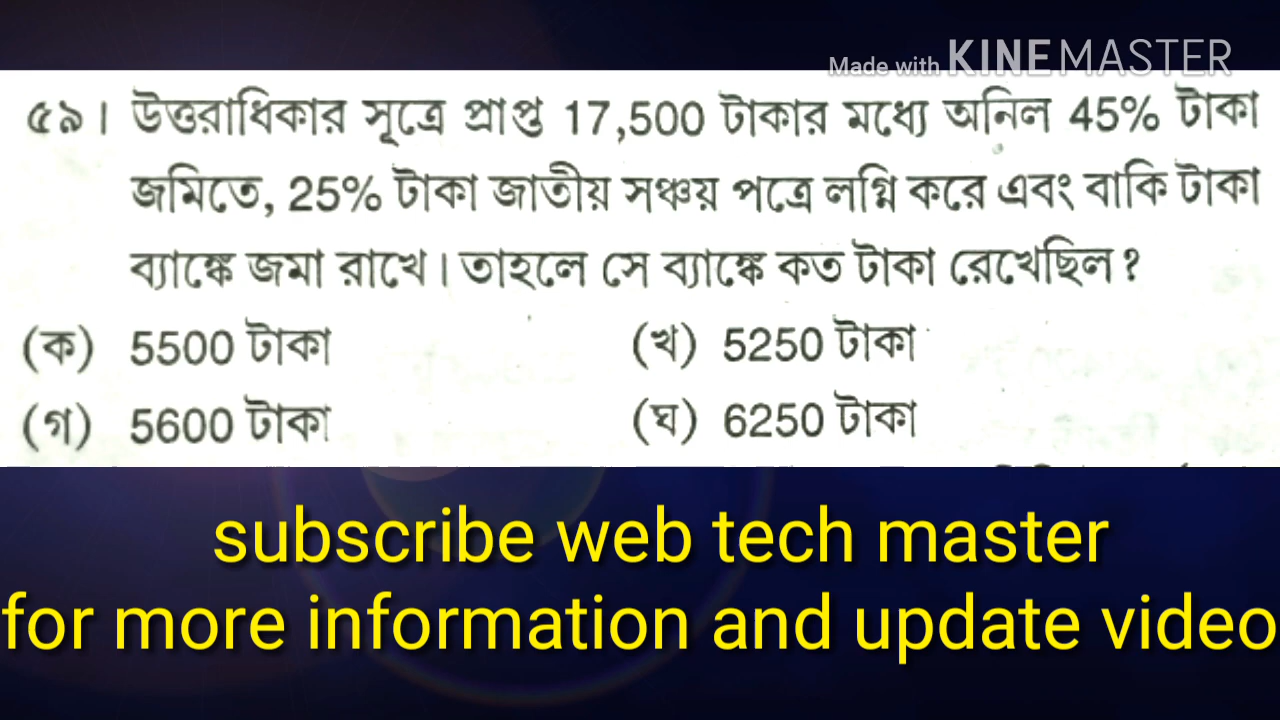 Made with KINEMASTER
৫৯। উত্তরাধিকার সূত্রে প্রাপ্ত 17,500 টাকার মধ্যে অনিল 45% টাকা
জমিতে, 25% টাকা জাতীয় সঞ্চয় পত্রে লগ্নি করে এবং বাকি টাকা
ব্যাঙ্কে জমা রাখে। তাহলে সে ব্যাঙ্কে কত টাকা রেখেছিল?
(ক) 5500 টাকা (খ) 5250 টাকা
(গ) 5600 টাকা (ঘ) 6250 টাকা
subscribe web tech master
for more information and update video